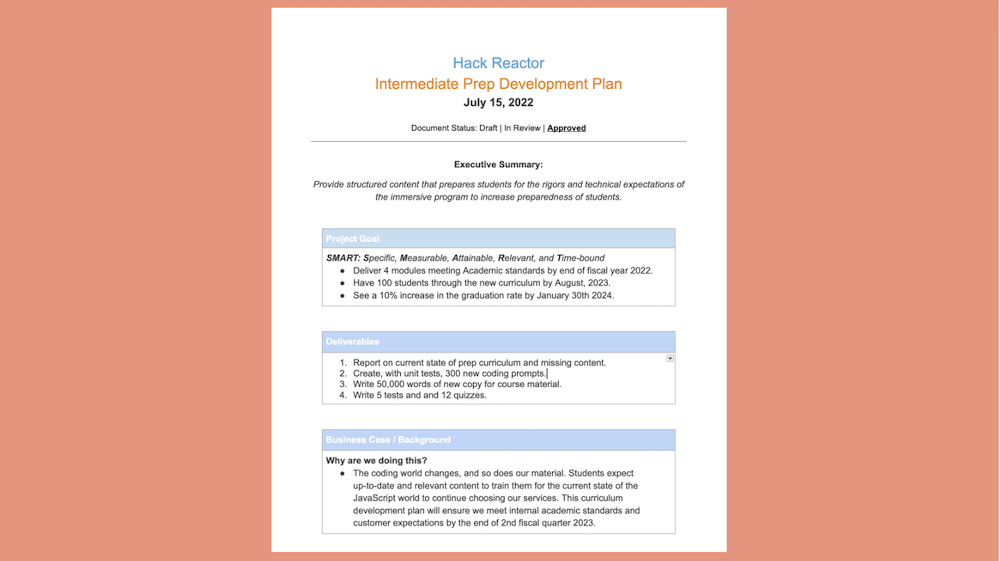 Hack Reactor
Intermediate Prep Development Plan
July 15, 2022
Document Status: Draft | In Review | Approved
Executive Summary:
Provide structured content that prepares students for the rigors and technical expectations of
the immersive program to increase preparedness of students.
Project Goal
SMART: Specific, Measurable, Attainable, Relevant, and Time-bound
● Deliver 4 modules meeting Academic standards by end of fiscal year 2022.
● Have 100 students through the new curriculum by August, 2023.
● See a 10% increase in the graduation rate by January 30th 2024.
Deliverables
1. Report on current state of prep curriculum and missing content.
2. Create, with unit tests, 300 new coding prompts.
3. Write 50,000 words of new copy for course material.
4. Write 5 tests and and 12 quizzes.
Business Case / Background
Why are we doing this?
● The coding world changes, and so does our material. Students expect
up-to-date and relevant content to train them for the current state of the
JavaScript world to continue choosing our services. This curriculum
development plan will ensure we meet internal academic standards and
customer expectations by the end of 2nd fiscal quarter 2023.